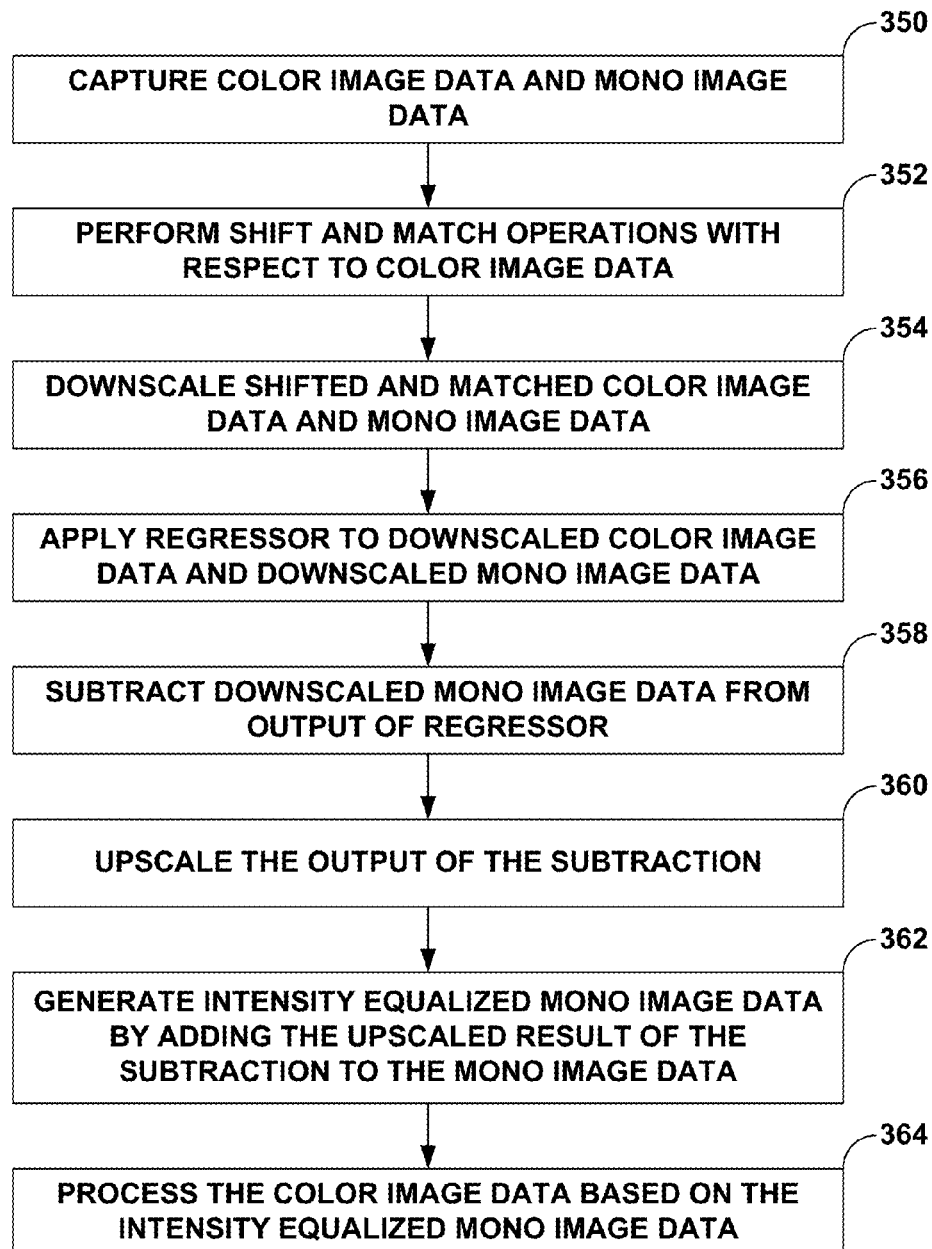 350
CAPTURE COLOR IMAGE DATA AND MONO IMAGE
DATA
352
PERFORM SHIFT AND MATCH OPERATIONS WITH
RESPECT TO COLOR IMAGE DATA
354
DOWNSCALE SHIFTED AND MATCHED COLOR IMAGE
DATA AND MONO IMAGE DATA
356
APPLY REGRESSOR TO DOWNSCALED COLOR IMAGE
DATA AND DOWNSCALED MONO IMAGE DATA
358
SUBTRACT DOWNSCALED MONO IMAGE DATA FROM
OUTPUT OF REGRESSOR
360
UPSCALE THE OUTPUT OF THE SUBTRACTION
362
GENERATE INTENSITY EQUALIZED MONO IMAGE DATA
BY ADDING THE UPSCALED RESULT OF THE
SUBTRACTION TO THE MONO IMAGE DATA
364
PROCESS THE COLOR IMAGE DATA BASED ON THE
INTENSITY EQUALIZED MONO IMAGE DATA